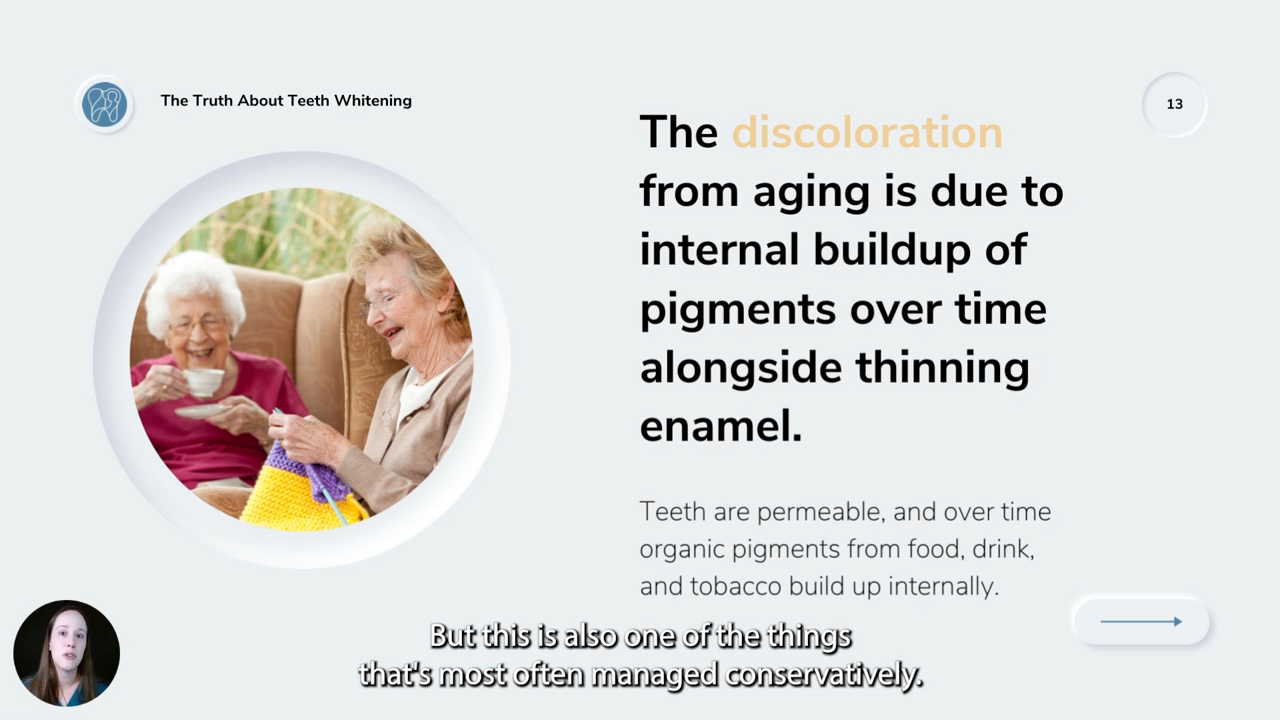 The Truth About Teeth Whitening
13
The discoloration
from aging is due to
internal buildup of
pigments over time
alongside thinning
enamel.
Teeth are permeable, and over time
organic pigments from food, drink,
and tobacco build up internally.
But this is also one of the things
that's most often managed conservatively.